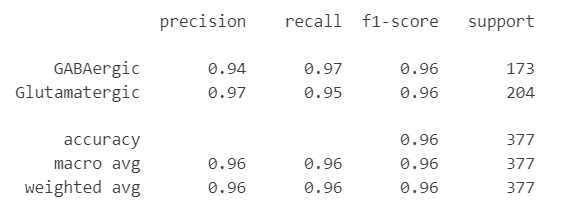 precision recall f1-score support
GABAergic 0.94 0.97 0.96 173
Glutamatergic 0.97 0.95 0.96 204
accuracy 0.96 377
macro avg 0.96 0.96 0.96 377
weighted avg 0.96 0.96 0.96 377